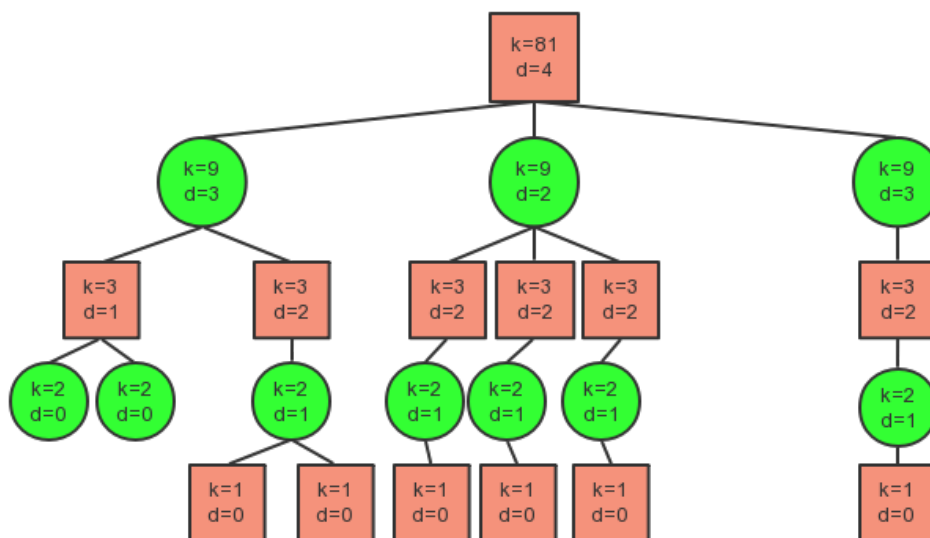 k=81
d=4
k=9
d=3
k=9
d=2
k=9
d=3
k=3
d=1
k=3
d=2
k=3
d=2
k=3
d=2
k=3
d=2
k=3
d=2
k=2
d=0
k=2
d=0
k=2
d=1
k=2
d=1
k=2
d=1
k=2
d=1
k=2
d=1
k=1
d=0
k=1
d=0
k=1
d=0
k=1
d=0
k=1
d=0
k=1
d=0